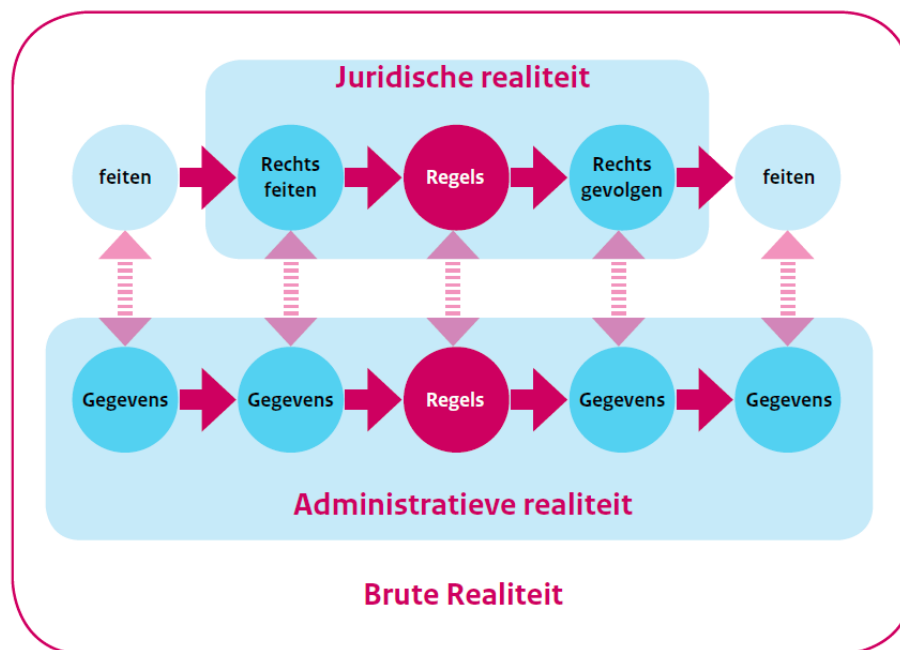 Juridische realiteit
feiten
Rechts
feiten
Regels
Rechts
gevolgen
feiten
Gegevens
Gegevens
Regels
Gegevens
Gegevens
Administratieve realiteit
Brute Realiteit